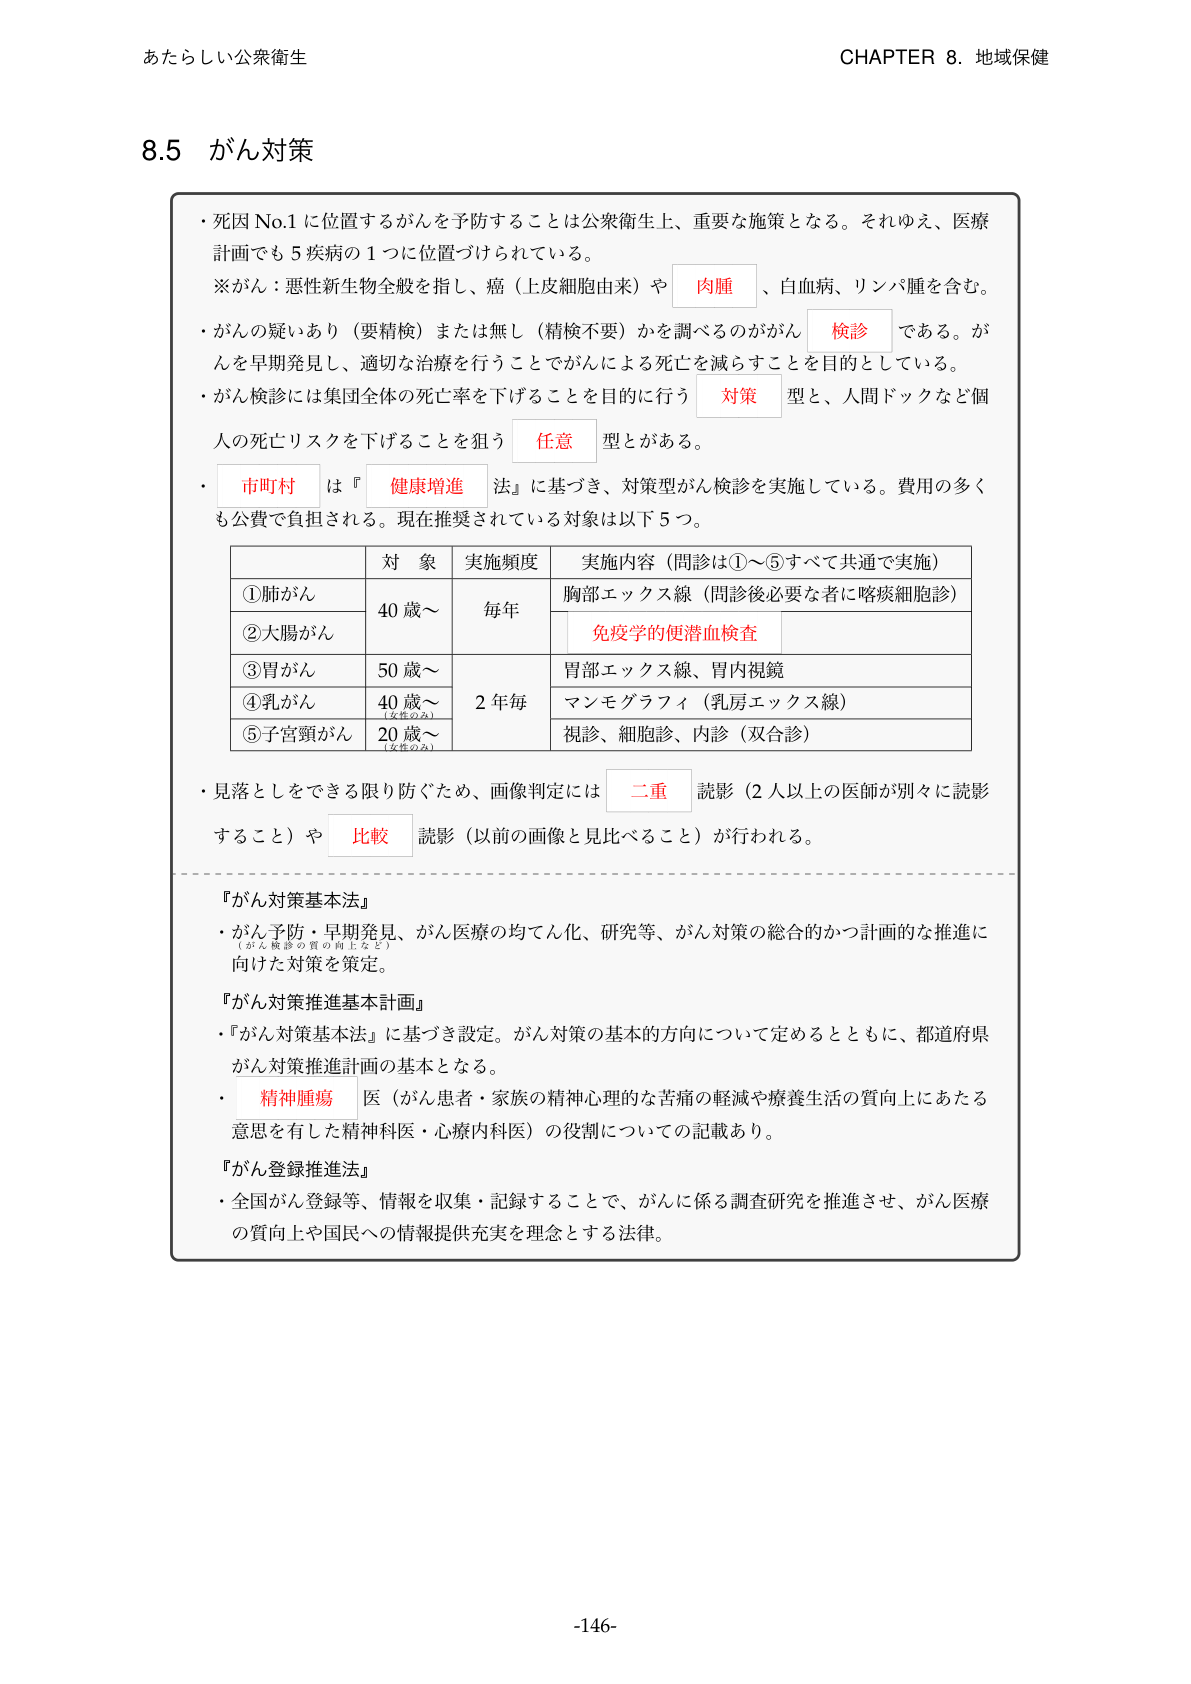 あたらしい公衆衛生
CHAPTER 8. 地域保健
8.5 がん対策
・死因 No.1 に位置するがんを予防することは公衆衛生上、重要な施策となる。それゆえ、医療
計画でも 5 疾病の 1 つに位置づけられている。
※がん：悪性新生物全般を指し、癌（上皮細胞由来）や 肉腫 、白血病、リンパ腫を含む。
・がんの疑いあり（要精検）または無し（精検不要）かを調べるのががん 検診 である。が
んを早期発見し、適切な治療を行うことでがんによる死亡を減らすことを目的としている。
・がん検診には集団全体の死亡率を下げることを目的に行う 対策 型と、人間ドックなど個
人の死亡リスクを下げることを狙う 任意 型とがある。
・ 市町村 は『 健康増進 法』に基づき、対策型がん検診を実施している。費用の多く
も公費で負担される。現在推奨されている対象は以下 5 つ。
対 象 実施頻度 実施内容（問診は①～⑤すべて共通で実施）
①肺がん 40 歳～ 毎年 胸部エックス線（問診後必要な者に喀痰細胞診）
②大腸がん 免疫学的便潜血検査
③胃がん 50 歳～ 2 年毎 胃部エックス線、胃内視鏡
④乳がん 40 歳～ マンモグラフィ（乳房エックス線）
（女性のみ）
⑤子宮頸がん 20 歳～ 視診、細胞診、内診（双合診）
（女性のみ）
・見落としをできる限り防ぐため、画像判定には 二重 読影（2 人以上の医師が別々に読影
すること）や 比較 読影（以前の画像と見比べること）が行われる。
『がん対策基本法』
・がん予防・早期発見、がん医療の均てん化、研究等、がん対策の総合的かつ計画的な推進に
（がん検診の質の向上など）
向けた対策を策定。
『がん対策推進基本計画』
・『がん対策基本法』に基づき設定。がん対策の基本的方向について定めるとともに、都道府県
がん対策推進計画の基本となる。
・ 精神腫瘍 医（がん患者・家族の精神心理的な苦痛の軽減や療養生活の質向上にあたる
意思を有した精神科医・心療内科医）の役割についての記載あり。
『がん登録推進法』
・全国がん登録等、情報を収集・記録することで、がんに係る調査研究を推進させ、がん医療
の質向上や国民への情報提供充実を理念とする法律。
-146-